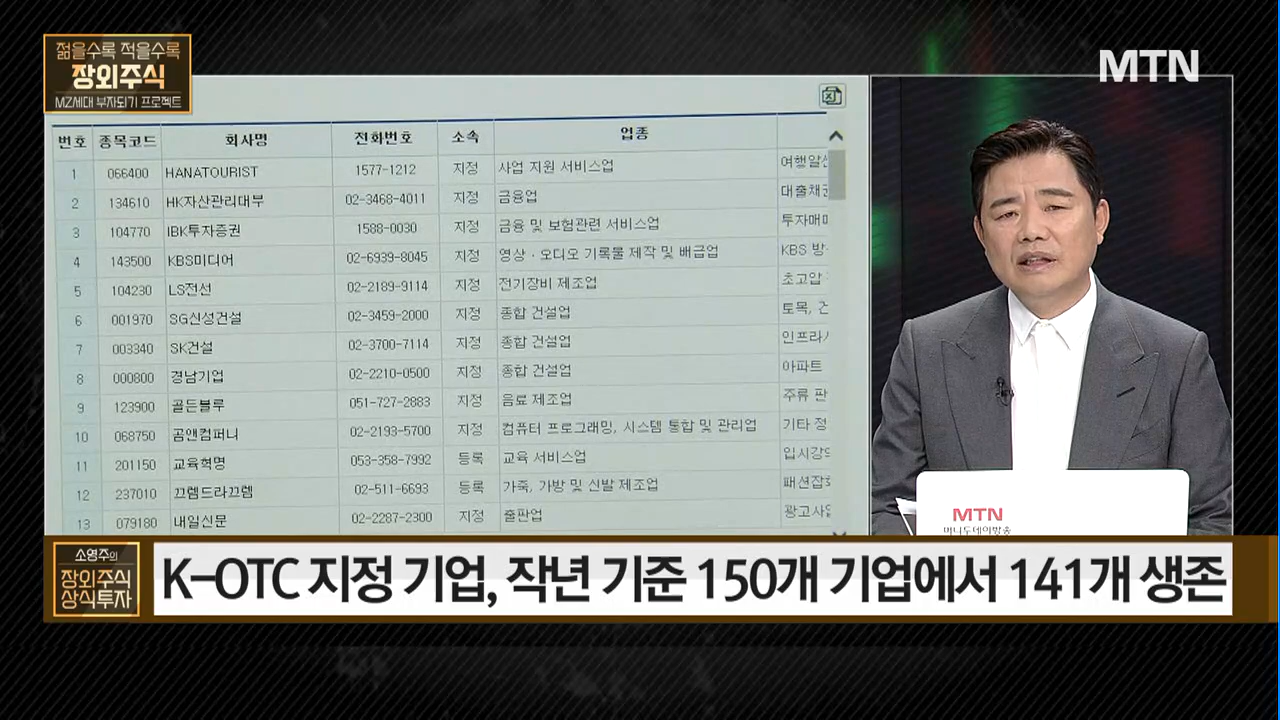 젊을수록 적을수록
장외주식
MZ세대 부자되기 프로젝트
MTN
번호 종목코드 회사명 전화번호 소속 업종
1 066400 HANATOURIST 1577-1212 지정 사업 지원 서비스업 여행알선
2 134610 HK자산관리대부 02-3468-4011 지정 금융업 대출채권
3 104770 IBK투자증권 1588-0030 지정 금융 및 보험관련 서비스업 투자매매
4 143500 KBS미디어 02-6939-8045 지정 영상ㆍ오디오 기록물 제작 및 배급업 KBS 방
5 104230 LS전선 02-2189-9114 지정 전기장비 제조업 초고압
6 001970 SG신성건설 02-3459-2000 지정 종합 건설업 토목, 건
7 003340 SK건설 02-3700-7114 지정 종합 건설업 인프라
8 000800 경남기업 02-2210-0500 지정 종합 건설업 아파트
9 123900 골든블루 051-727-2883 지정 음료 제조업 주류 판
10 068750 곰앤컴퍼니 02-2193-5700 지정 컴퓨터 프로그래밍, 시스템 통합 및 관리업 기타 정
11 201150 교육혁명 053-358-7992 등록 교육 서비스업 입시강의
12 237010 끄렘드라끄렘 02-511-6693 등록 가죽, 가방 및 신발 제조업 패션잡화
13 079180 내일신문 02-2287-2300 지정 출판업 광고사업
MTN
머니투데이방송
소영주의
장외주식
상식투자
K-OTC 지정 기업, 작년 기준 150개 기업에서 141개 생존